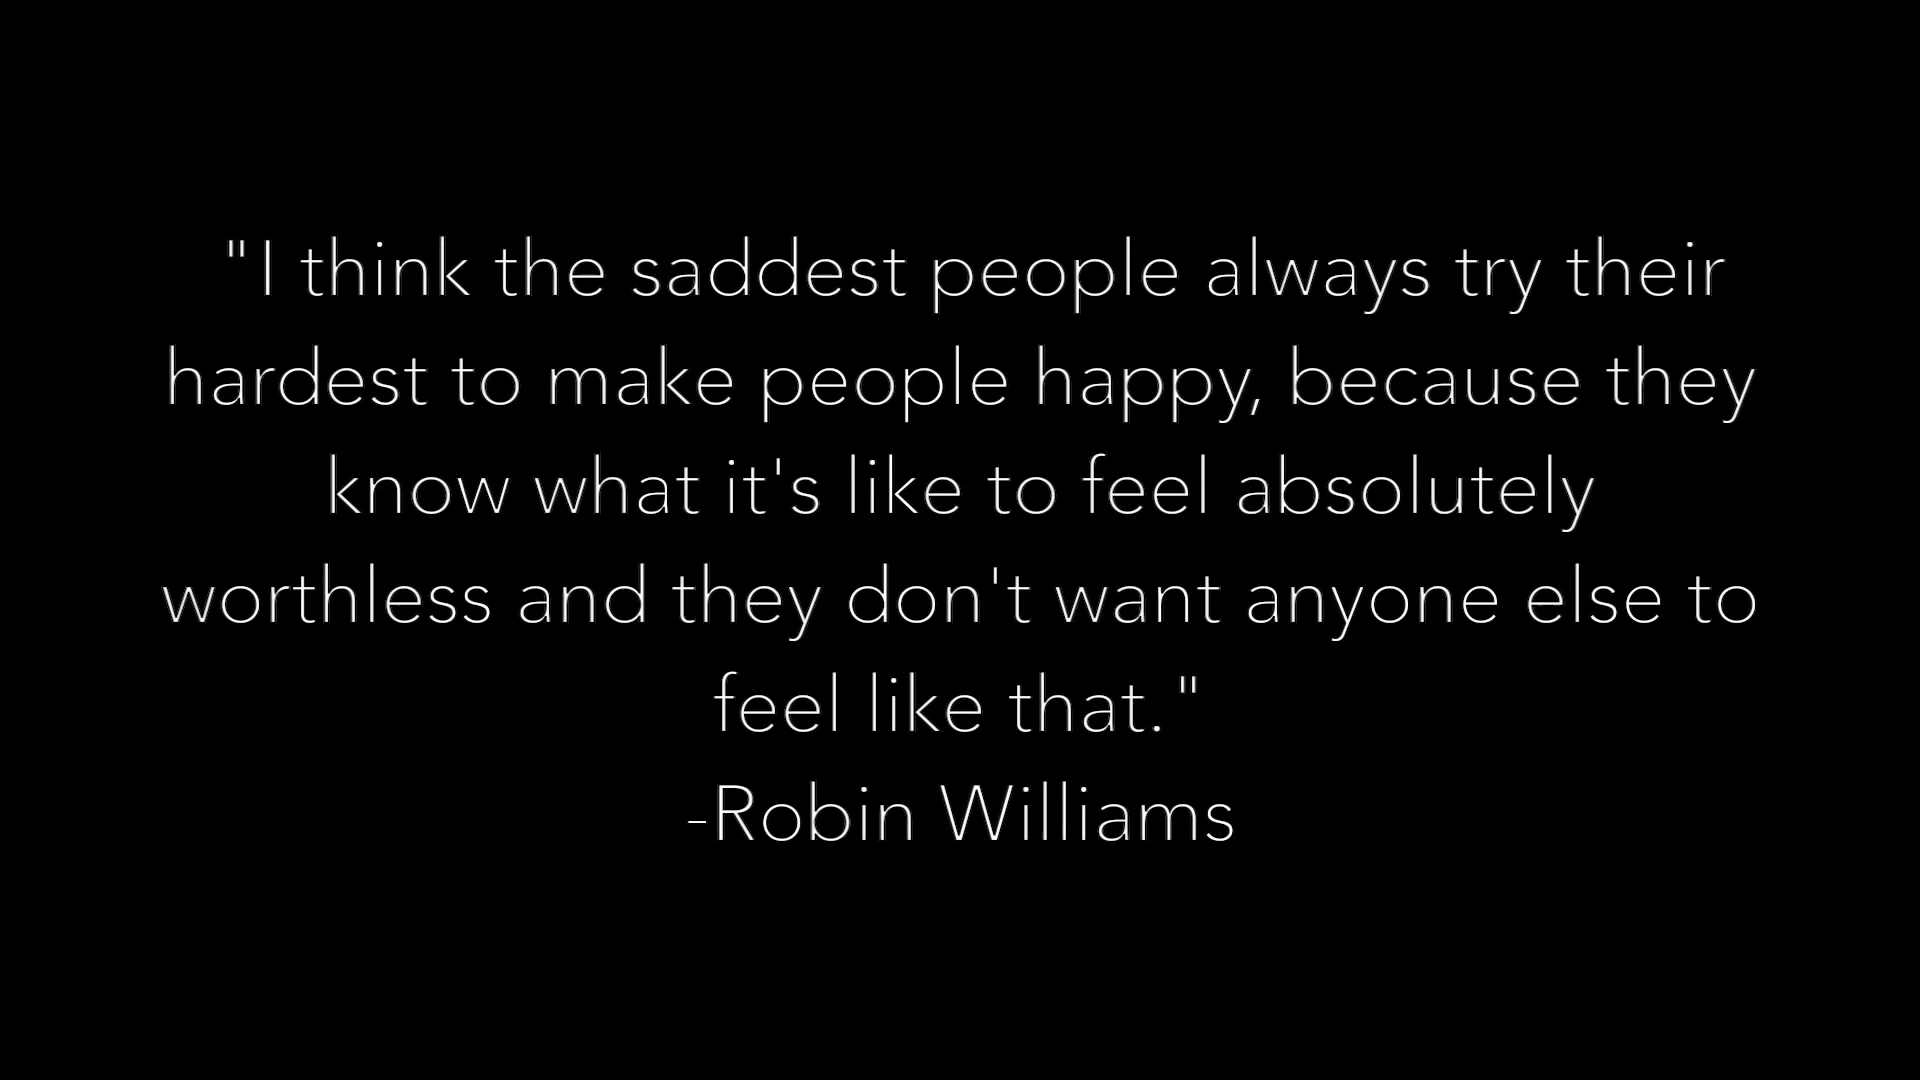 "I think the saddest people always try their
hardest to make people happy, because they
know what it's like to feel absolutely
worthless and they don't want anyone else to
feel like that."
-Robin Williams